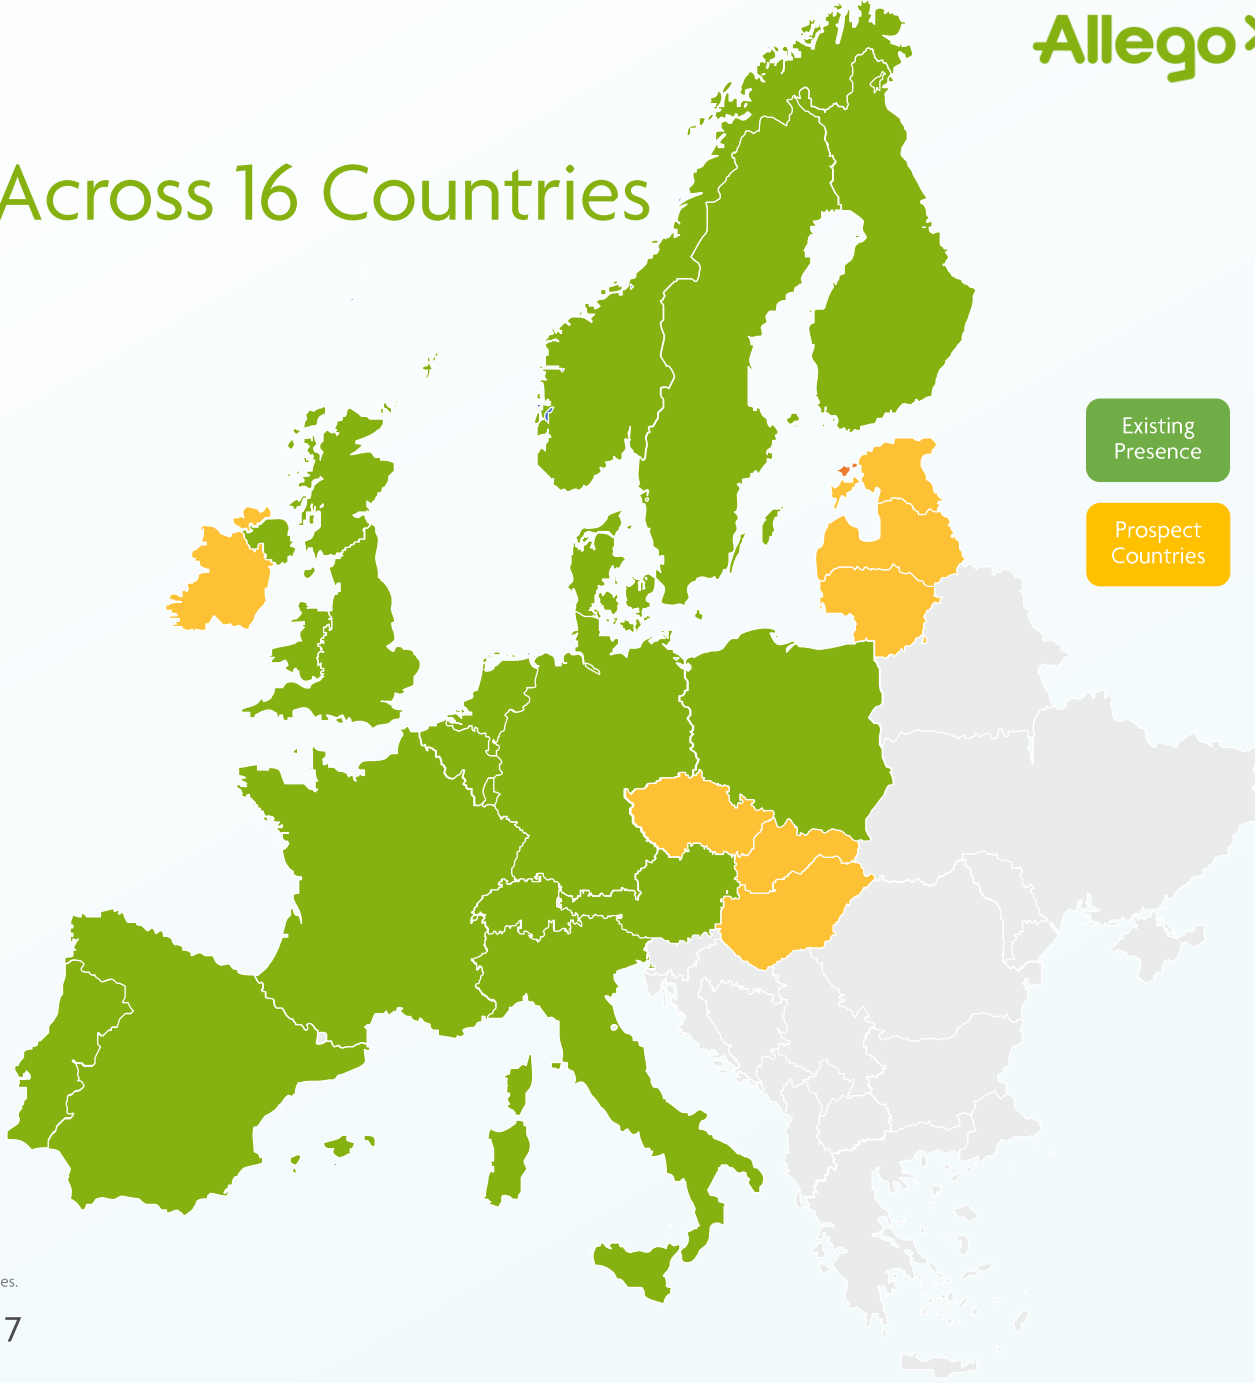 Allego
Across 16 Countries
Existing
Presence
Prospect
Countries
es.
7